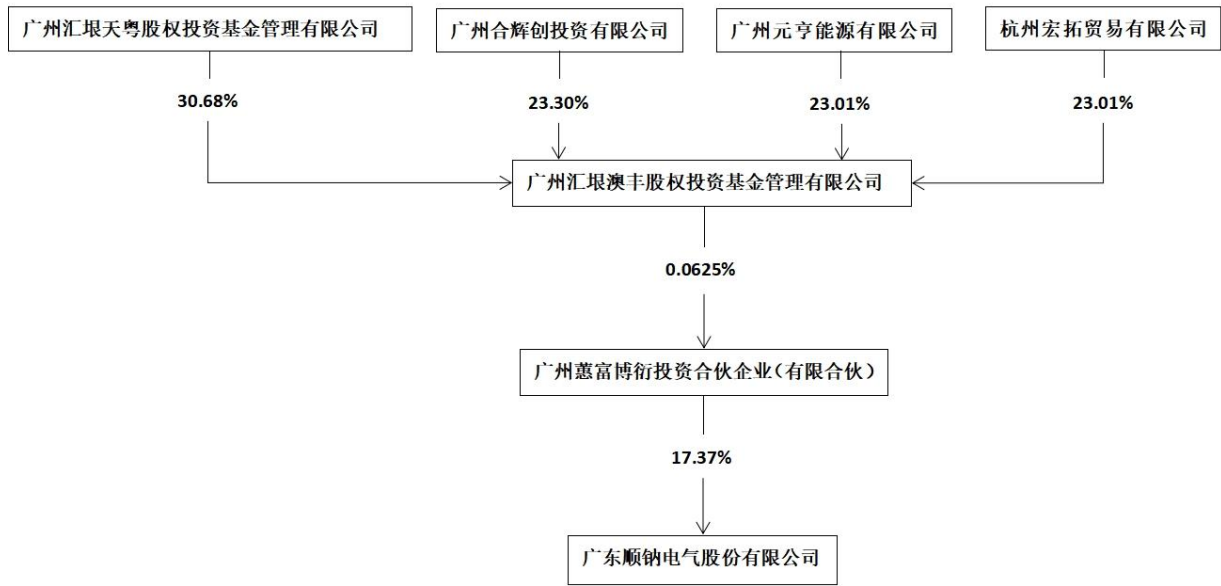 广州汇垠天粤股权投资基金管理有限公司
广州合辉创投资有限公司
广州元亨能源有限公司
杭州宏拓贸易有限公司
30.68%
23.30%
23.01%
23.01%
广州汇垠澳丰股权投资基金管理有限公司
0.0625%
广州蕙富博衍投资合伙企业（有限合伙）
17.37%
广东顺钠电气股份有限公司